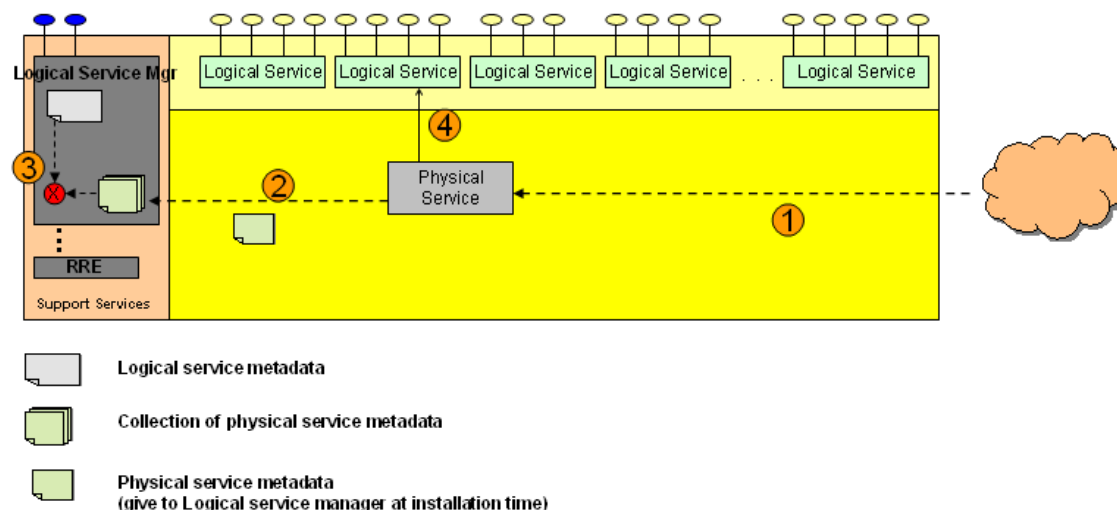 Logical Service Mgr
Logical Service
Logical Service
Logical Service
Logical Service
. . .
Logical Service
4
3
X
2
Physical
Service
1
RRE
Support Services
Logical service metadata
Collection of physical service metadata
Physical service metadata
(give to Logical service manager at installation time)